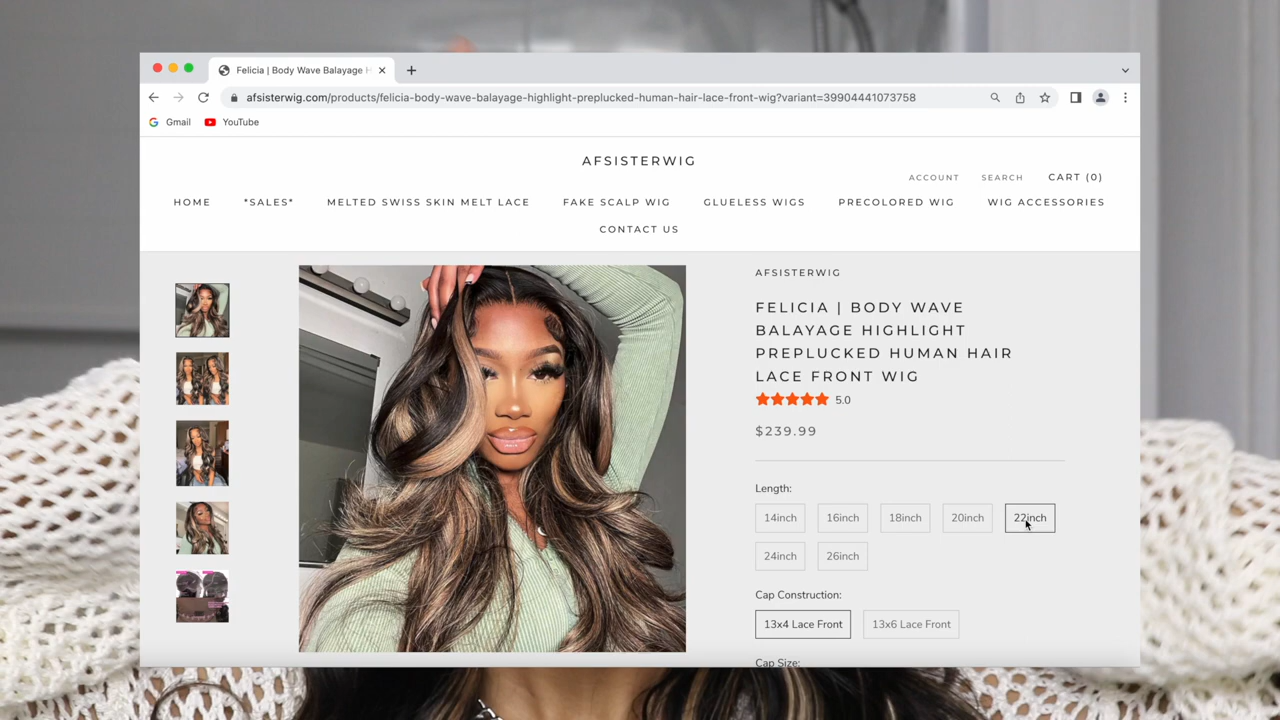 Felicia | Body Wave Balayage H
afsisterwig.com/products/felicia-body-wave-balayage-highlight-preplucked-human-hair-lace-front-wig?variant=39904441073758
Gmail YouTube
AFSISTERWIG
ACCOUNT SEARCH CART (0)
HOME *SALES* MELTED SWISS SKIN MELT LACE FAKE SCALP WIG GLUELESS WIGS PRECOLORED WIG WIG ACCESSORIES
CONTACT US
AFSISTERWIG
FELICIA | BODY WAVE
BALAYAGE HIGHLIGHT
PREPLUCKED HUMAN HAIR
LACE FRONT WIG
5.0
$239.99
Length:
14inch 16inch 18inch 20inch 22inch
24inch 26inch
Cap Construction:
13x4 Lace Front 13x6 Lace Front
Cap Size: